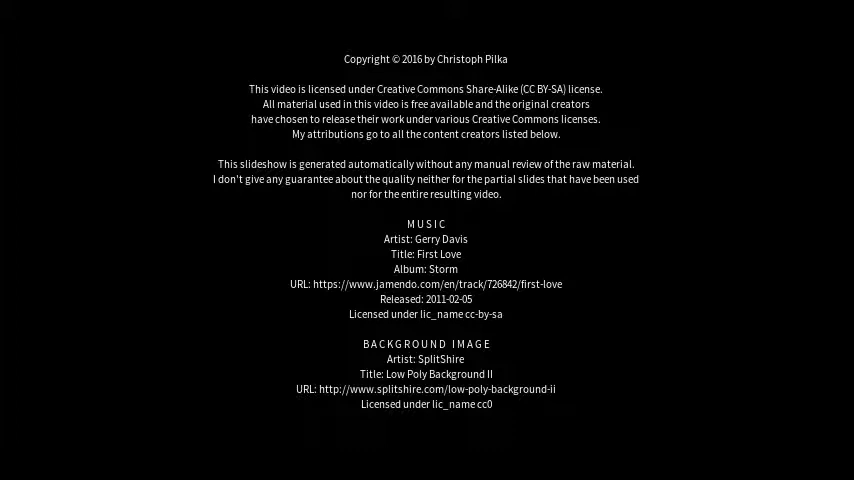 Copyright © 2016 by Christoph Pilka
This video is licensed under Creative Commons Share-Alike (CC BY-SA) license.
All material used in this video is free available and the original creators
have chosen to release their work under various Creative Commons licenses.
My attributions go to all the content creators listed below.
This slideshow is generated automatically without any manual review of the raw material.
I don't give any guarantee about the quality neither for the partial slides that have been used
nor for the entire resulting video.
MUSIC
Artist: Gerry Davis
Title: First Love
Album: Storm
URL: https://www.jamendo.com/en/track/726842/first-love
Released: 2011-02-05
Licensed under lic_name cc-by-sa
BACKGROUND IMAGE
Artist: SplitShire
Title: Low Poly Background II
URL: http://www.splitshire.com/low-poly-background-ii
Licensed under lic_name cc0